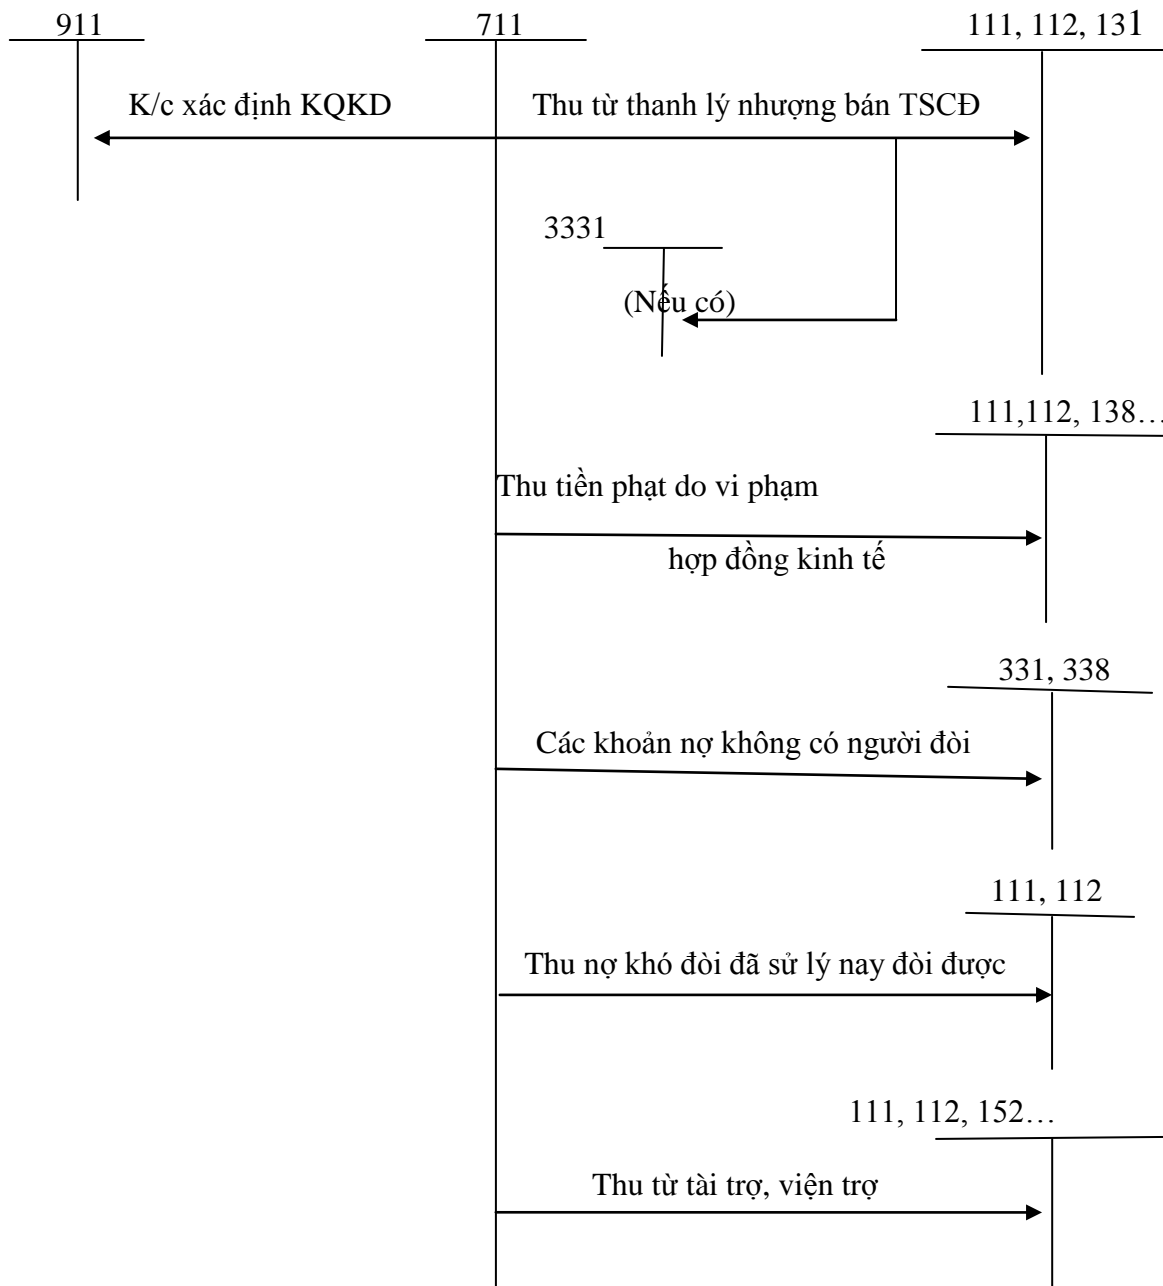 911
711
111, 112, 131
K/c xác định KQKD
Thu từ thanh lý nhượng bán TSCĐ
3331
(Nếu có)
111,112, 138…
Thu tiền phạt do vi phạm
hợp đồng kinh tế
331, 338
Các khoản nợ không có người đòi
111, 112
Thu nợ khó đòi đã sử lý nay đòi được
111, 112, 152…
Thu từ tài trợ, viện trợ